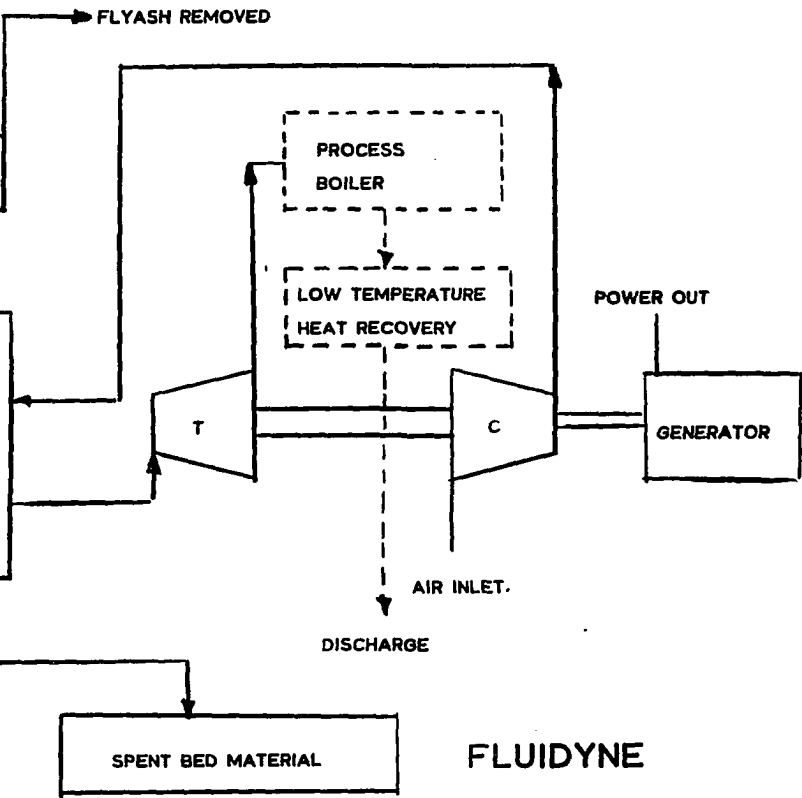 FLYASH REMOVED
PROCESS
BOILER
LOW TEMPERATURE
HEAT RECOVERY
POWER OUT
T
C
GENERATOR
AIR INLET.
DISCHARGE
SPENT BED MATERIAL
FLUIDYNE